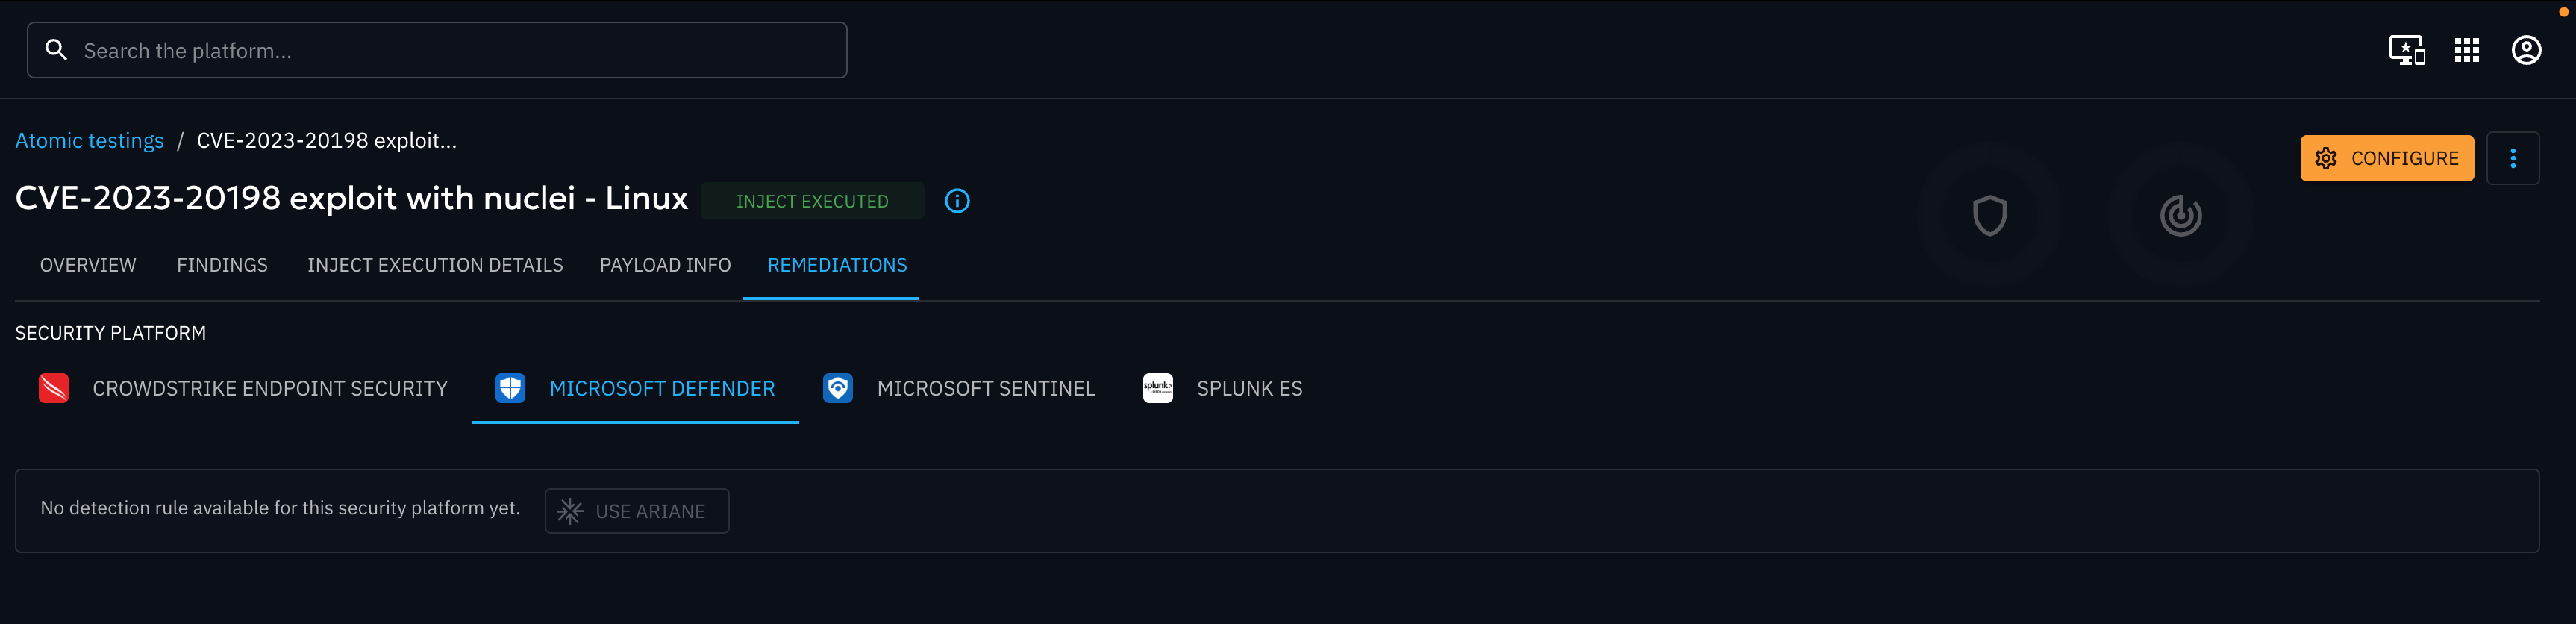 Search the platform...
Atomic testings / CVE-2023-20198 exploit...
CONFIGURE
CVE-2023-20198 exploit with nuclei - Linux INJECT EXECUTED
OVERVIEW FINDINGS INJECT EXECUTION DETAILS PAYLOAD INFO REMEDIATIONS
SECURITY PLATFORM
CROWDSTRIKE ENDPOINT SECURITY MICROSOFT DEFENDER MICROSOFT SENTINEL splunk> SPLUNK ES
No detection rule available for this security platform yet. USE ARIANE